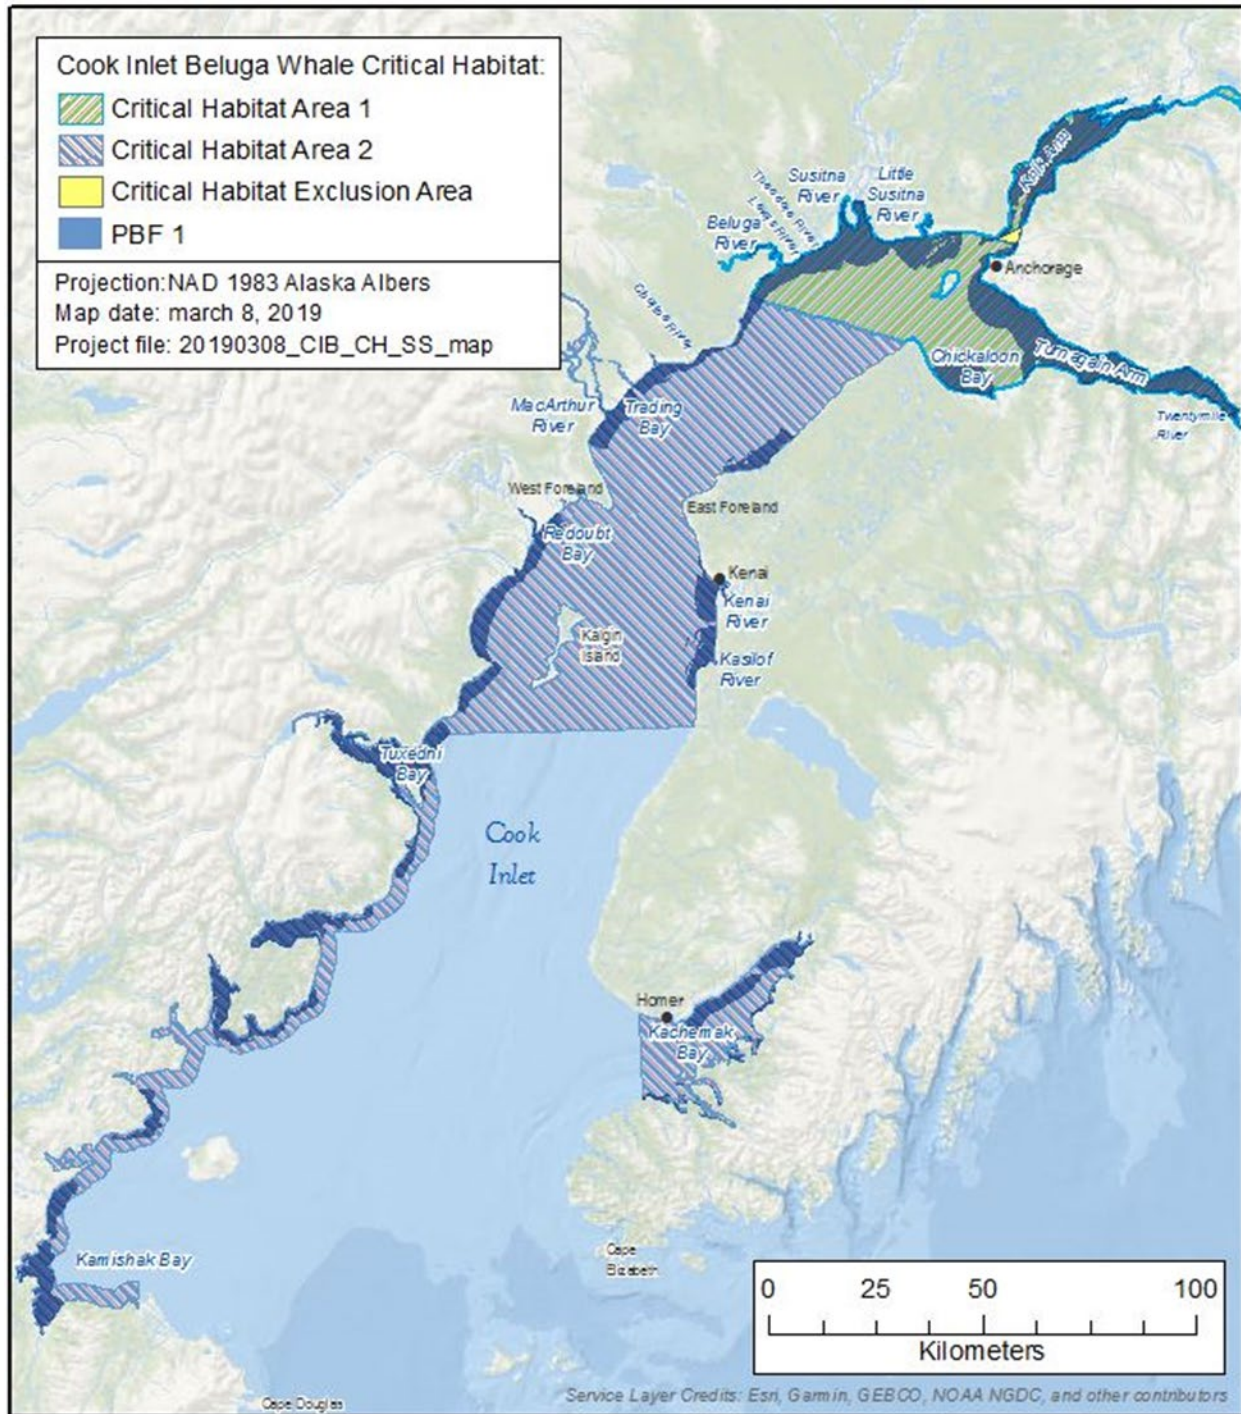 Cook Inlet Beluga Whale Critical Habitat:
Critical Habitat Area 1
Critical Habitat Area 2
Critical Habitat Exclusion Area
PBF 1
Projection:NAD 1983 Alaska Albers
Map date: march 8, 2019
Project file: 20190308_CIB_CH_SS_map
Knik Arm
Susitna
River
Little
Susitna
River
Theodore River
Lewis River
Beluga
River
Anchorage
Chickaloon
Bay
Turnagain Arm
Twentymile
River
MacArthur
River
Trading
Bay
West Foreland
East Foreland
Redoubt
Bay
Kenai
Kenai
River
Kalgin
Island
Kasilof
River
Tuxedni
Bay
Cook
Inlet
Homer
Kachemak
Bay
Kamishak Bay
Cape
Elizabeth
Cape Douglas
0 25 50 100
Kilometers
Service Layer Credits: Esri, Garmin, GEBCO, NOAA NGDC, and other contributors